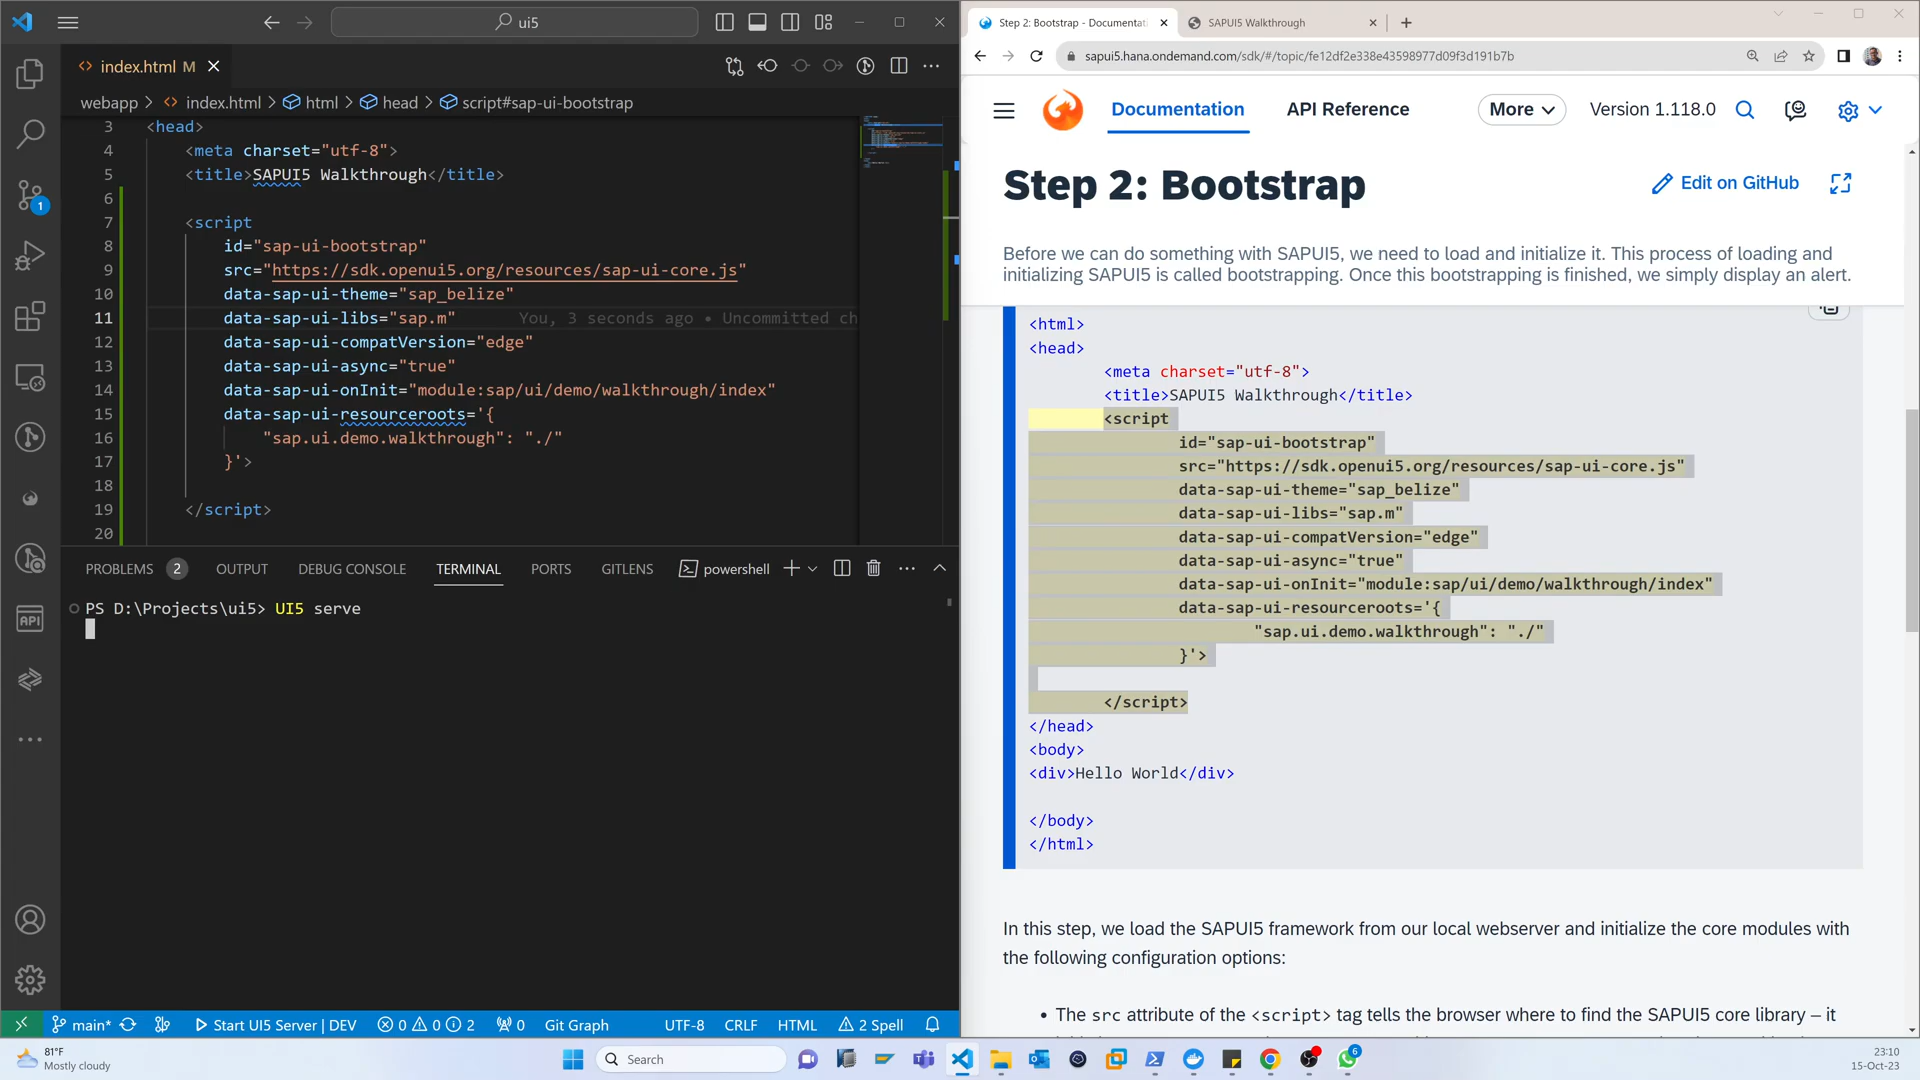 ui5
index.html M
webapp > index.html > html > head > script#sap-ui-bootstrap
3 <head>
4 <meta charset="utf-8">
5 <title>SAPUI5 Walkthrough</title>
6
7 <script
8 id="sap-ui-bootstrap"
9 src="https://sdk.openui5.org/resources/sap-ui-core.js"
10 data-sap-ui-theme="sap_belize"
11 data-sap-ui-libs="sap.m" You, 3 seconds ago • Uncommitted ch
12 data-sap-ui-compatVersion="edge"
13 data-sap-ui-async="true"
14 data-sap-ui-onInit="module:sap/ui/demo/walkthrough/index"
15 data-sap-ui-resourceroots='{
16 "sap.ui.demo.walkthrough": "./"
17 }'>
18
19 </script>
20
1
API
PROBLEMS 2 OUTPUT DEBUG CONSOLE TERMINAL PORTS GITLENS powershell
PS D:\Projects\ui5> UI5 serve
main* Start UI5 Server | DEV 0 0 2 0 Git Graph UTF-8 CRLF HTML 2 Spell
Step 2: Bootstrap - Documentat
SAPUI5 Walkthrough
sapui5.hana.ondemand.com/sdk/#/topic/fe12df2e338e43598977d09f3d191b7b
Documentation API Reference More Version 1.118.0
Step 2: Bootstrap
Edit on GitHub
Before we can do something with SAPUI5, we need to load and initialize it. This process of loading and
initializing SAPUI5 is called bootstrapping. Once this bootstrapping is finished, we simply display an alert.
<html>
<head>
<meta charset="utf-8">
<title>SAPUI5 Walkthrough</title>
<script
id="sap-ui-bootstrap"
src="https://sdk.openui5.org/resources/sap-ui-core.js"
data-sap-ui-theme="sap_belize"
data-sap-ui-libs="sap.m"
data-sap-ui-compatVersion="edge"
data-sap-ui-async="true"
data-sap-ui-onInit="module:sap/ui/demo/walkthrough/index"
data-sap-ui-resourceroots='{
"sap.ui.demo.walkthrough": "./"
}'>
</script>
</head>
<body>
<div>Hello World</div>
</body>
</html>
In this step, we load the SAPUI5 framework from our local webserver and initialize the core modules with
the following configuration options:
• The src attribute of the <script> tag tells the browser where to find the SAPUI5 core library – it
81°F
Mostly cloudy
Search
6
23:10
15-Oct-23